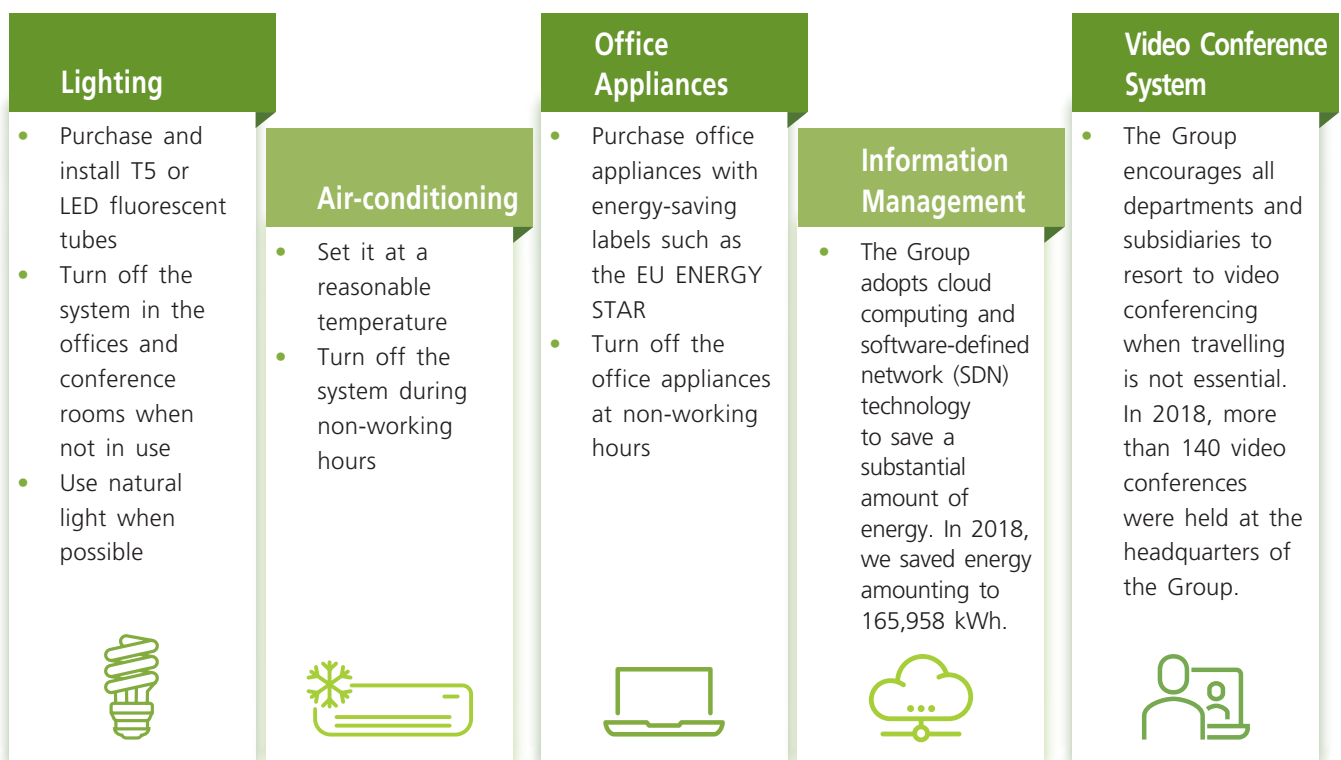 Lighting
• Purchase and
install T5 or
LED fluorescent
tubes
• Turn off the
system in the
offices and
conference
rooms when
not in use
• Use natural
light when
possible
Air-conditioning
• Set it at a
reasonable
temperature
• Turn off the
system during
non-working
hours
Office
Appliances
• Purchase office
appliances with
energy-saving
labels such as
the EU ENERGY
STAR
• Turn off the
office appliances
at non-working
hours
Information
Management
• The Group
adopts cloud
computing and
software-defined
network (SDN)
technology
to save a
substantial
amount of
energy. In 2018,
we saved energy
amounting to
165,958 kWh.
Video Conference
System
• The Group
encourages all
departments and
subsidiaries to
resort to video
conferencing
when travelling
is not essential.
In 2018, more
than 140 video
conferences
were held at the
headquarters of
the Group.